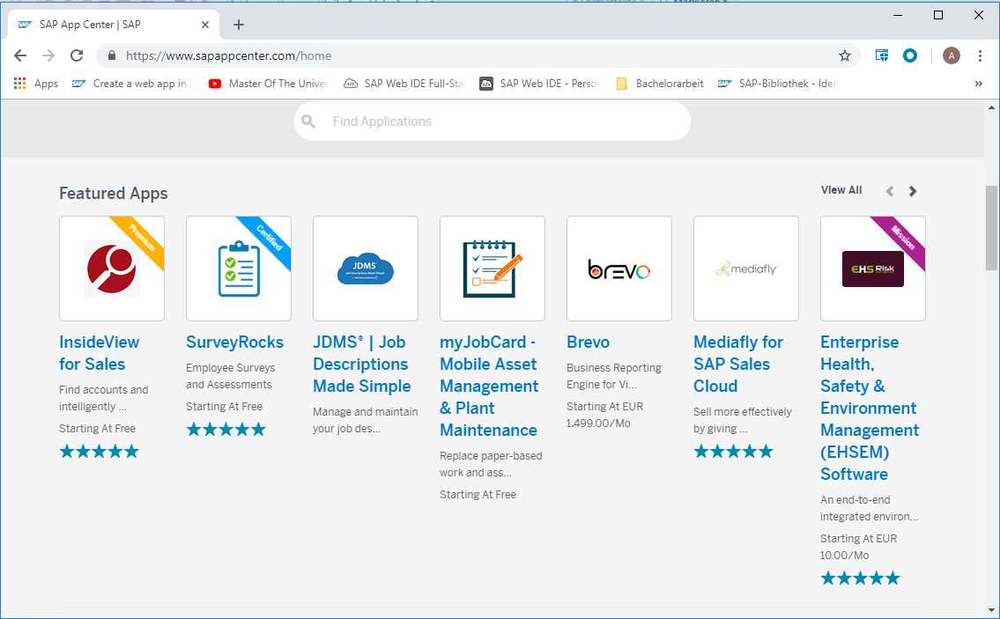 SAP App Center | SAP
https://www.sapappcenter.com/home
A
Apps
SAP
Create a web app in
Master Of The Univer
SAP Web IDE Full-Sta
SAP Web IDE - Perso
Bachelorarbeit
SAP-Bibliothek - Iden
»
Find Applications
Featured Apps
View All
Premium
Certified
JDMS
brevo
mediafly
Mission
EHS Risk
InsideView
for Sales
Find accounts and
intelligently ...
Starting At Free
SurveyRocks
Employee Surveys
and Assessments
Starting At Free
JDMS® | Job
Descriptions
Made Simple
Manage and maintain
your job des...
myJobCard -
Mobile Asset
Management
& Plant
Maintenance
Replace paper-based
work and ass...
Starting At Free
Brevo
Business Reporting
Engine for Vi...
Starting At EUR
1,499.00/Mo
Mediafly for
SAP Sales
Cloud
Sell more effectively
by giving ...
Enterprise
Health,
Safety &
Environment
Management
(EHSEM)
Software
An end-to-end
integrated environ...
Starting At EUR
10.00/Mo